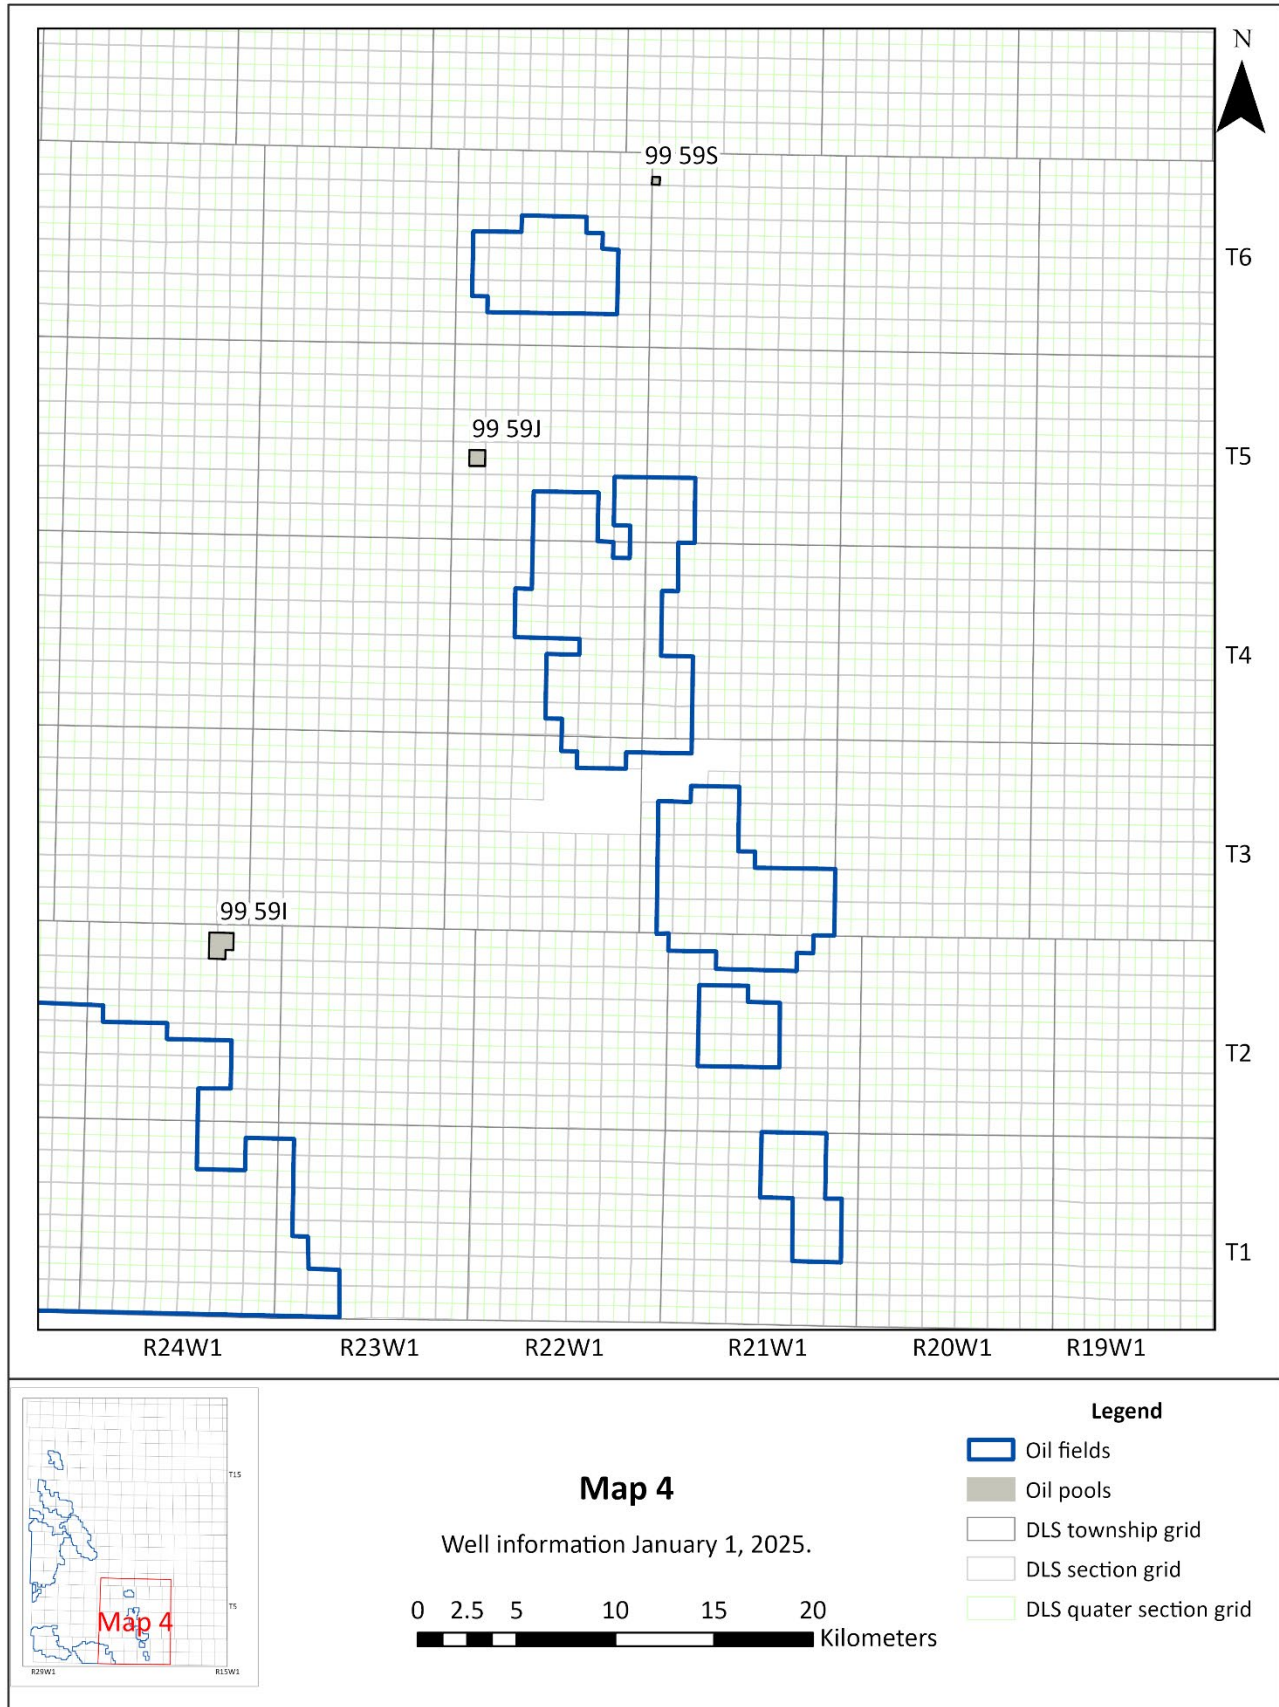 N
99 59S
T6
99 59J
T5
T4
T3
99 59I
T2
T1
R24W1 R23W1 R22W1 R21W1 R20W1 R19W1
T15
T5
Map 4
R29W1 R15W1
Map 4
Well information January 1, 2025.
0 2.5 5 10 15 20
Kilometers
Legend
Oil fields
Oil pools
DLS township grid
DLS section grid
DLS quater section grid